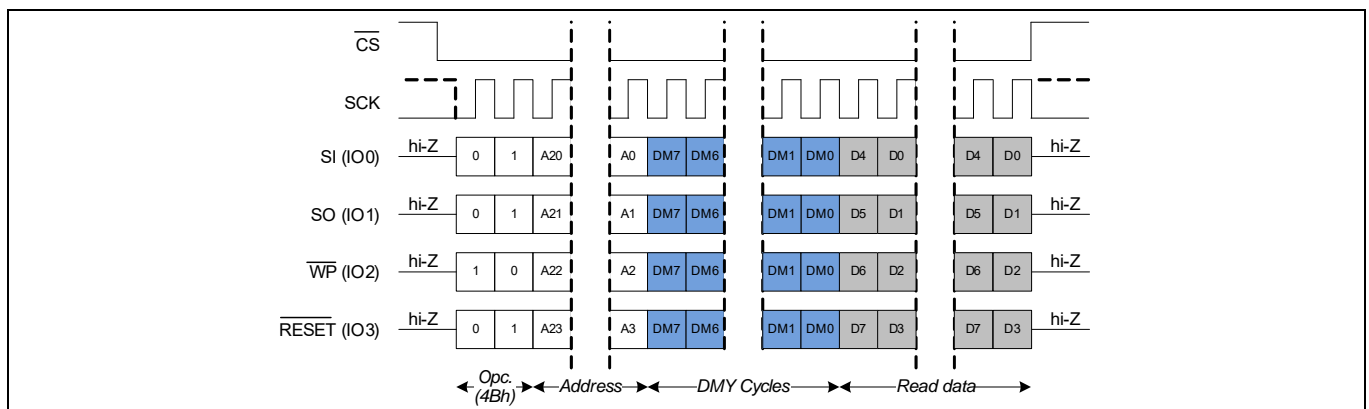 CS
SCK
SI (IO0) hi-Z 0 1 A20 A0 DM7 DM6 DM1 DM0 D4 D0 D4 D0 hi-Z
SO (IO1) hi-Z 0 1 A21 A1 DM7 DM6 DM1 DM0 D5 D1 D5 D1 hi-Z
WP (IO2) hi-Z 1 0 A22 A2 DM7 DM6 DM1 DM0 D6 D2 D6 D2 hi-Z
RESET (IO3) hi-Z 0 1 A23 A3 DM7 DM6 DM1 DM0 D7 D3 D7 D3 hi-Z
Opc. Address DMY Cycles Read data
(4Bh)